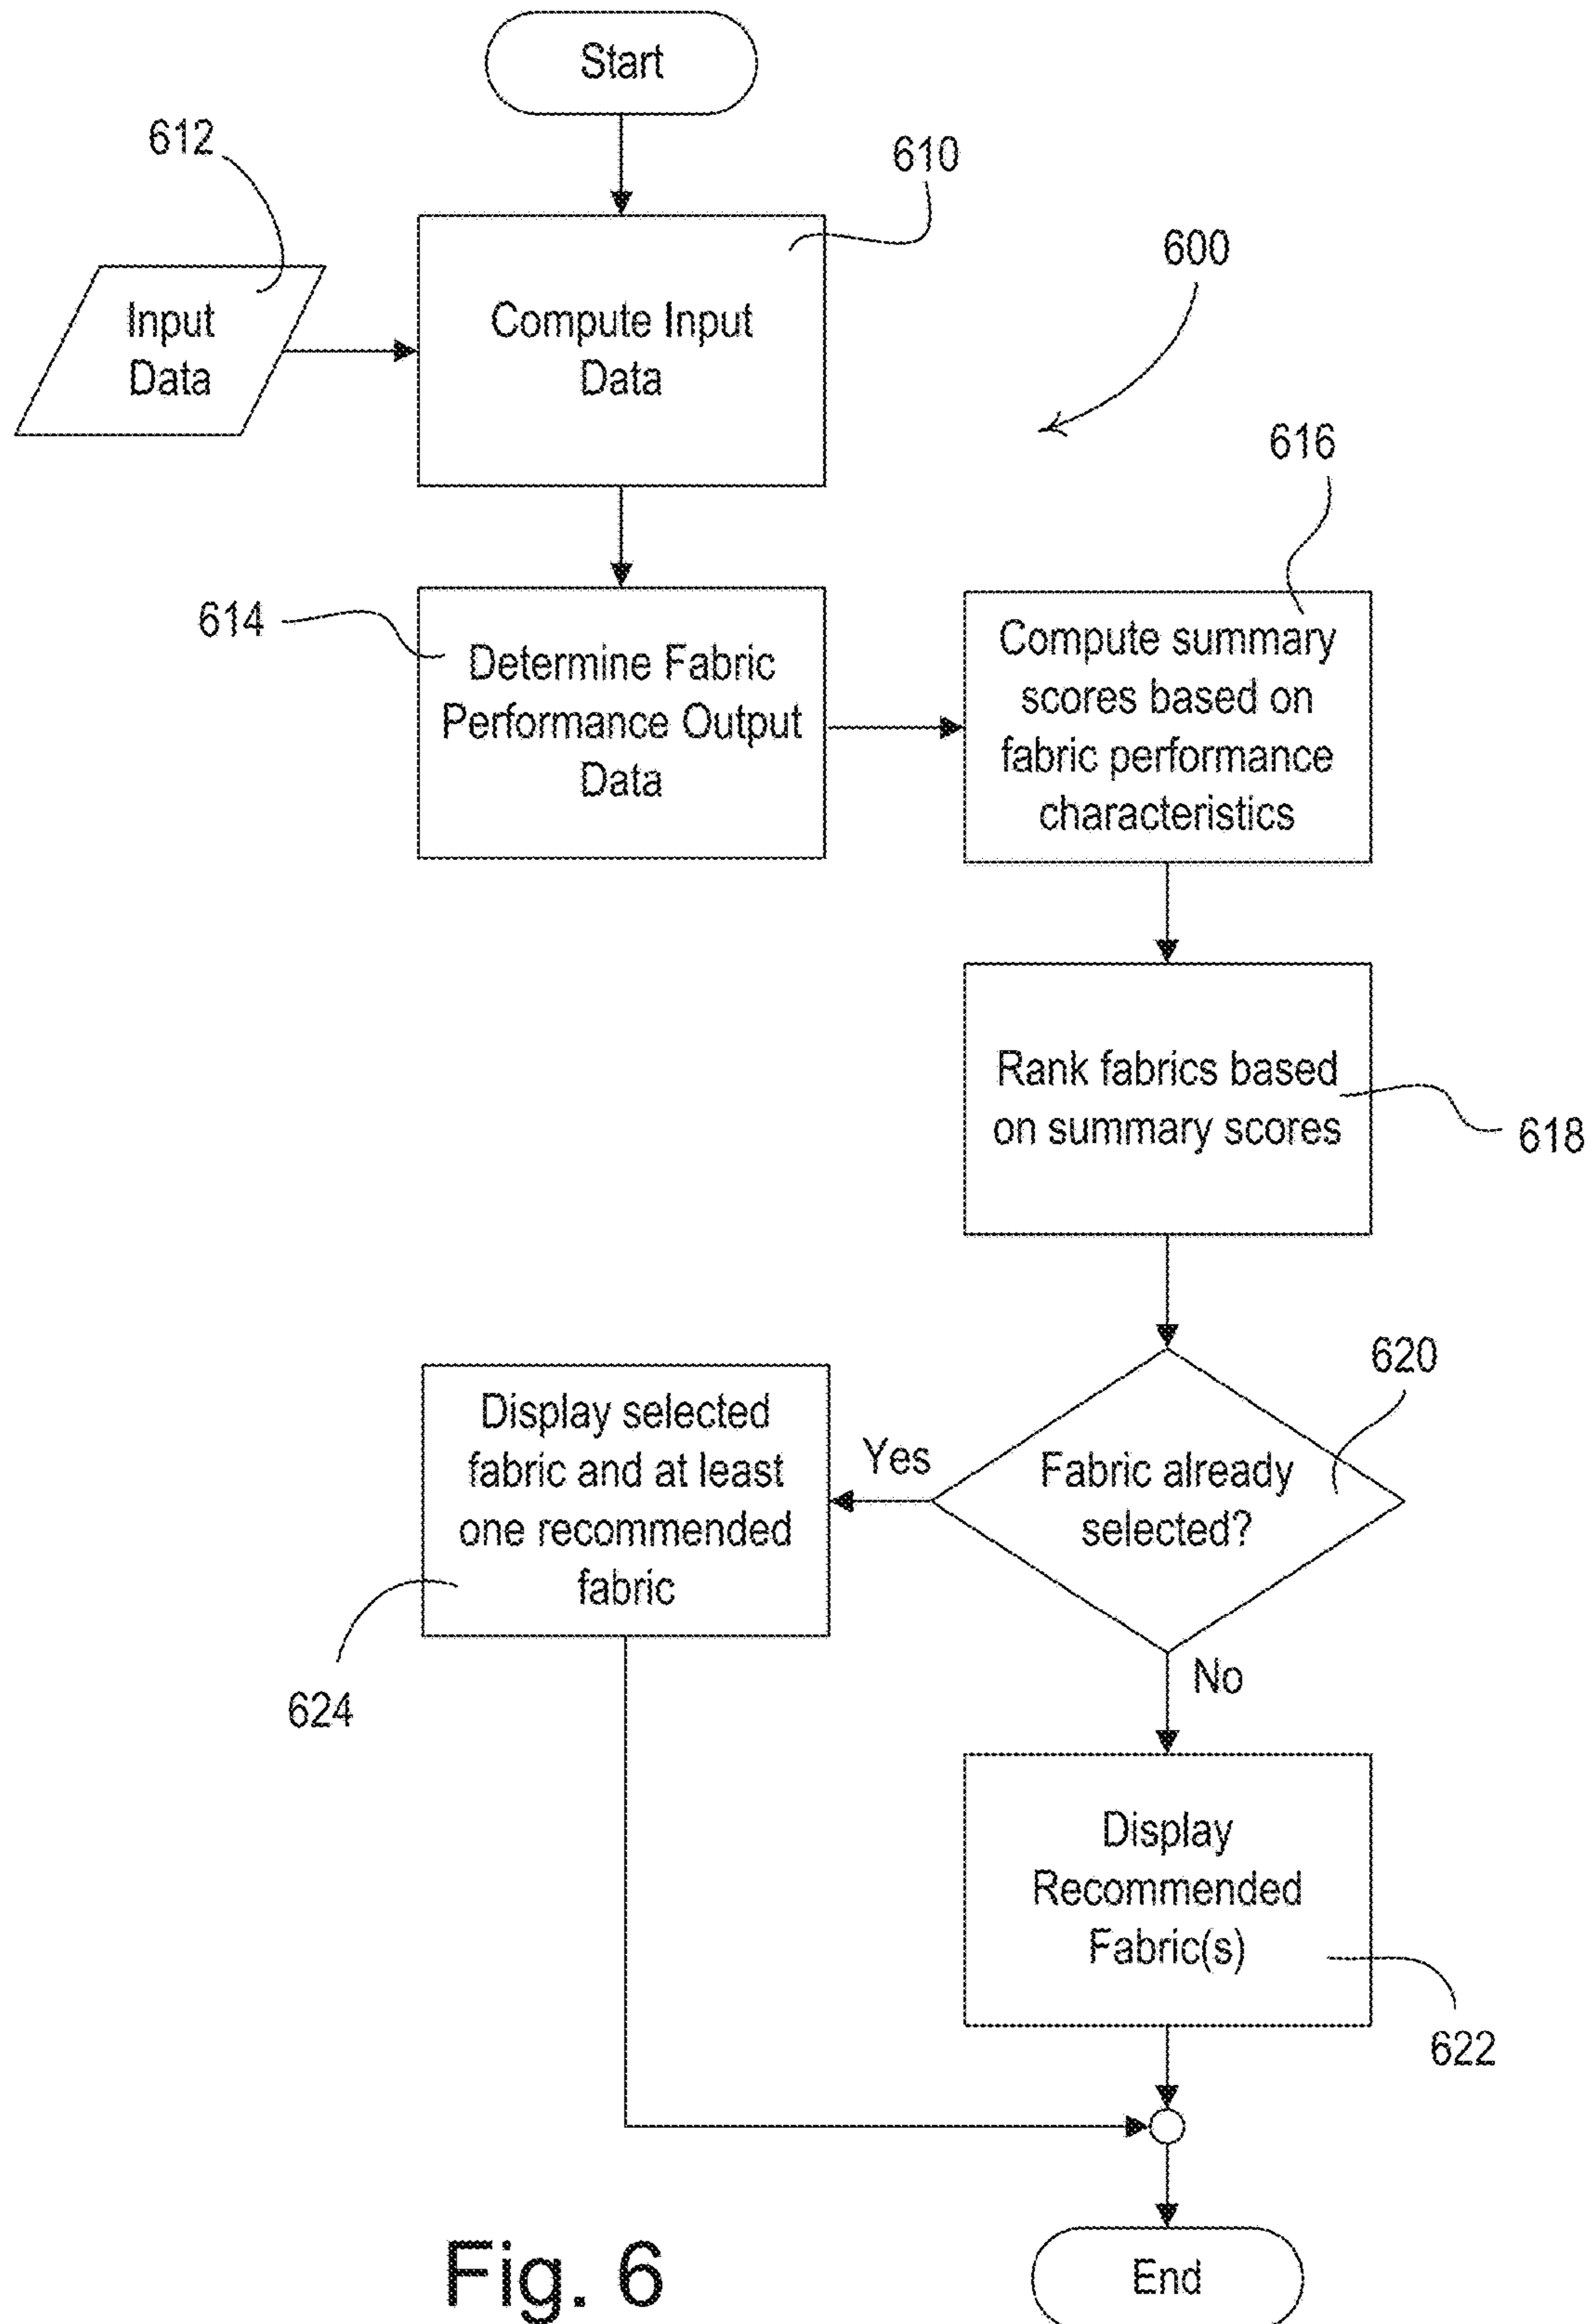 Start
612
610
600
Input
Data
Compute Input
Data
616
614
Determine Fabric
Performance Output
Data
Compute summary
scores based on
fabric performance
characteristics
Rank fabrics based
on summary scores
618
620
Display selected
fabric and at least
one recommended
fabric
Yes
Fabric already
selected?
624
No
Display
Recommended
Fabric(s)
622
Fig. 6
End